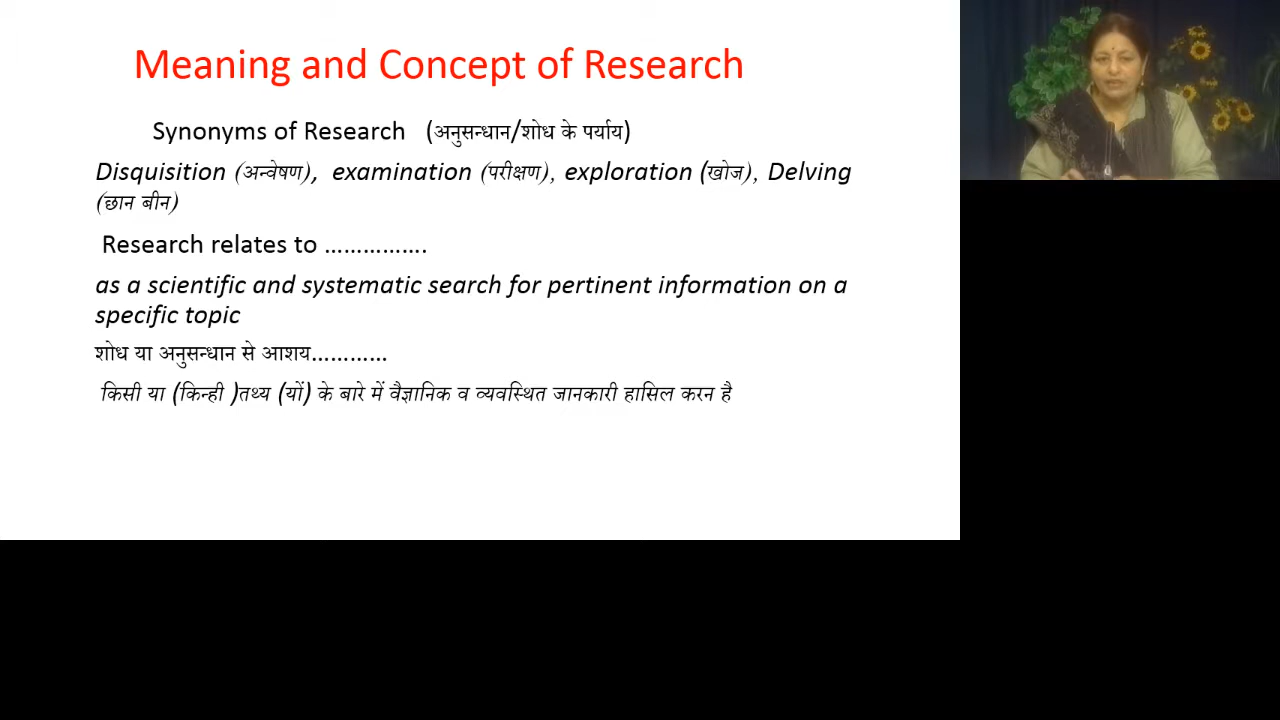 Meaning and Concept of Research
Synonyms of Research (अनुसन्धान/शोध के पर्याय)
Disquisition (अन्वेषण), examination (परीक्षण), exploration (खोज), Delving
(छान बीन)
Research relates to …………….
as a scientific and systematic search for pertinent information on a
specific topic
शोध या अनुसन्धान से आशय…………
किसी या (किन्ही )तथ्य (यों) के बारे में वैज्ञानिक व व्यवस्थित जानकारी हासिल करन है